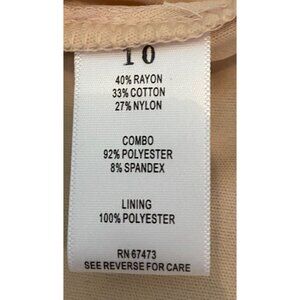 10
40% RAYON
33% COTTON
27% NYLON
COMBO
92% POLYESTER
8% SPANDEX
LINING
100% POLYESTER
RN 67473
SEE REVERSE FOR CARE